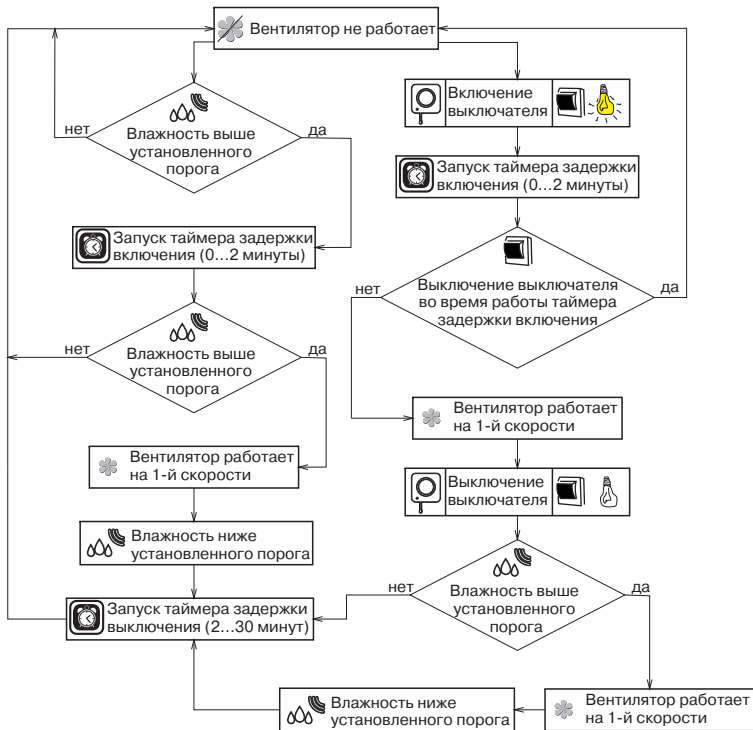 Вентилятор не работает
Влажность выше
установленного
порога
нет
да
Запуск таймера задержки
включения (0...2 минуты)
Влажность выше
установленного
порога
нет
да
Вентилятор работает
на 1-й скорости
Влажность ниже
установленного порога
Запуск таймера задержки
выключения (2...30 минут)
Включение
выключателя
Запуск таймера задержки
включения (0...2 минуты)
нет
да
Выключение выключателя
во время работы таймера
задержки включения
Вентилятор работает
на 1-й скорости
Выключение
выключателя
нет
да
Влажность выше
установленного
порога
Влажность ниже
установленного порога
Вентилятор работает
на 1-й скорости